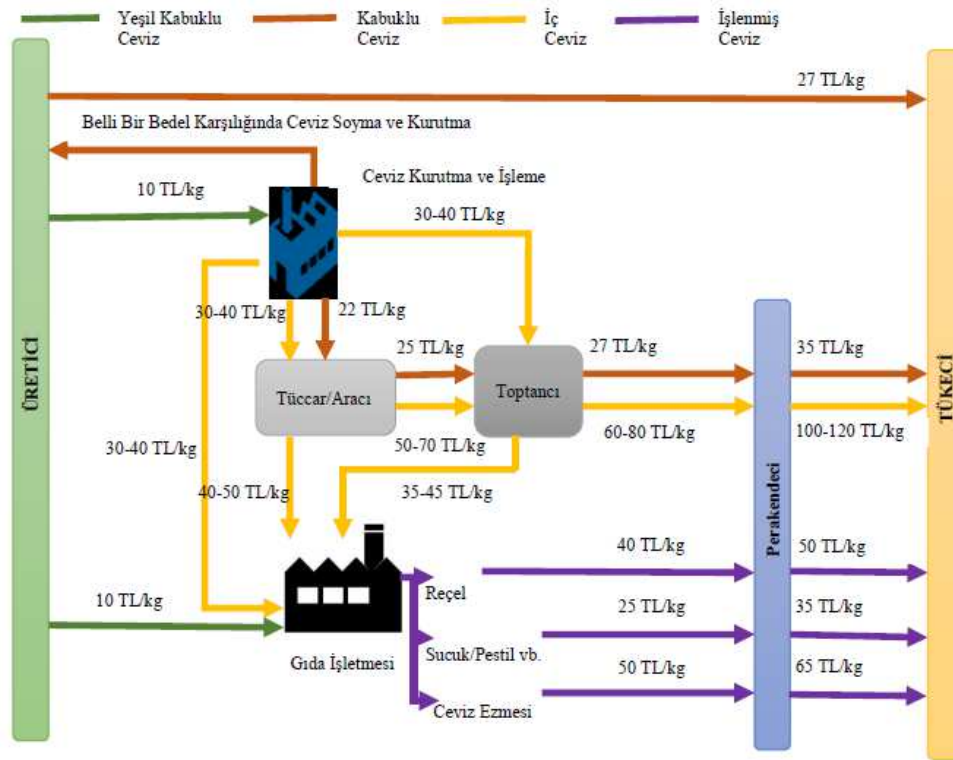 Yeşil Kabuklu
Ceviz
Kabuklu
Ceviz
İç
Ceviz
İşlenmiş
Ceviz
ÜRETİCİ
27 TL/kg
TÜKECİ
Belli Bir Bedel Karşılığında Ceviz Soyma ve Kurutma
10 TL/kg
Ceviz Kurutma ve İşleme
30-40 TL/kg
30-40 TL/kg
22 TL/kg
25 TL/kg
27 TL/kg
35 TL/kg
Tüccar/Aracı
Toptancı
30-40 TL/kg
50-70 TL/kg
60-80 TL/kg
100-120 TL/kg
40-50 TL/kg
35-45 TL/kg
Perakendeci
40 TL/kg
50 TL/kg
Reçel
10 TL/kg
25 TL/kg
35 TL/kg
Gıda İşletmesi
Sucuk/Pestil vb.
50 TL/kg
65 TL/kg
Ceviz Ezmesi